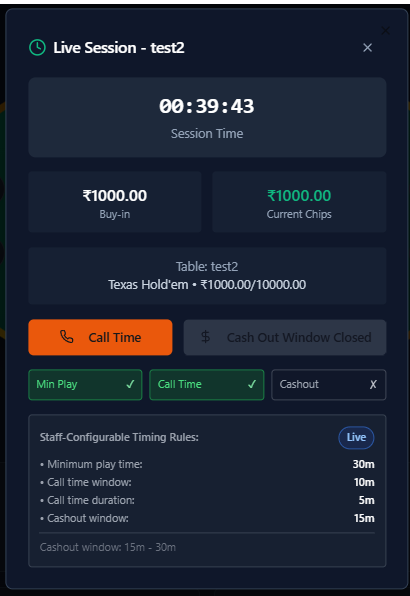 Live Session - test2
00:39:43
Session Time
₹1000.00
Buy-in
₹1000.00
Current Chips
Table: test2
Texas Hold'em • ₹1000.00/10000.00
Call Time
$ Cash Out Window Closed
Min Play ✓
Call Time ✓
Cashout ✗
Staff-Configurable Timing Rules:
Live
• Minimum play time: 30m
• Call time window: 10m
• Call time duration: 5m
• Cashout window: 15m
Cashout window: 15m - 30m